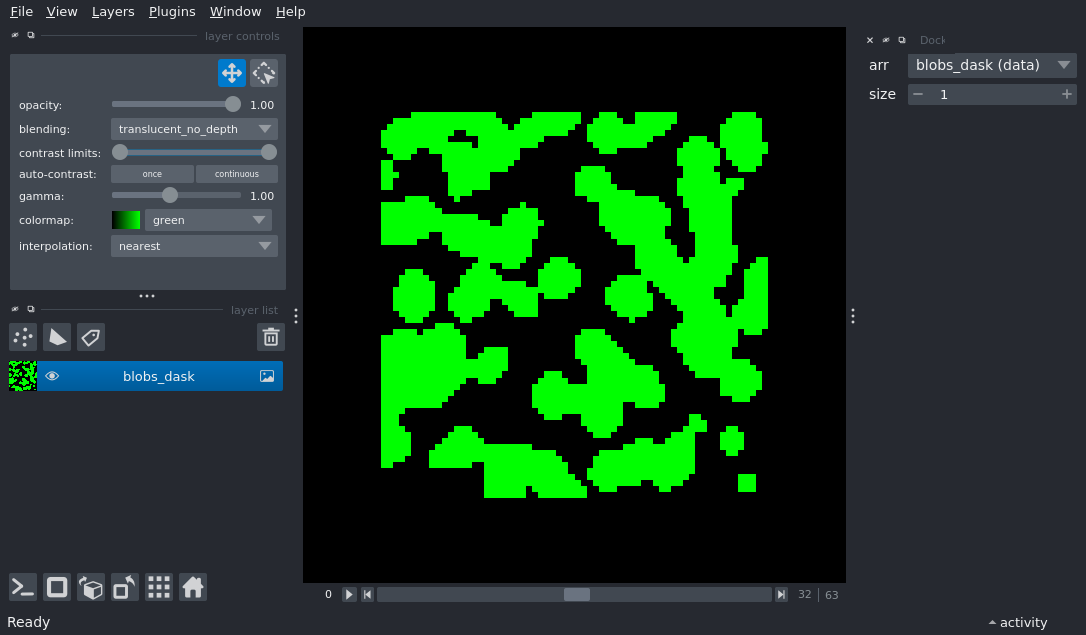 File View Layers Plugins Window Help
layer controls
Dock
arr blobs_dask (data)
size 1
opacity: 1.00
blending: translucent_no_depth
contrast limits:
auto-contrast: once continuous
gamma: 1.00
colormap: green
interpolation: nearest
layer list
blobs_dask
0 32 63
Ready
activity